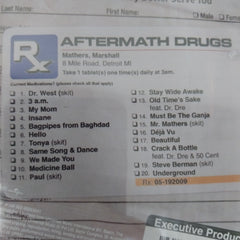 First Name
Male
Rx
AFTERMATH DRUGS
Mathers, Marshall
8 Mile Road, Detroit MI
Take 1 tablet(s) one time(s) daily at 3am.
Current Medications? (please check all that apply)
1. Dr. West (skit)
2. 3 a.m.
3. My Mom
4. Insane
5. Bagpipes from Baghdad
6. Hello
7. Tonya (skit)
8. Same Song & Dance
9. We Made You
10. Medicine Ball
11. Paul (skit)
12. Stay Wide Awake
13. Old Time's Sake
feat. Dr. Dre
14. Must Be the Ganja
15. Mr. Mathers (skit)
16. Déjà Vu
17. Beautiful
18. Crack A Bottle
feat. Dr. Dre & 50 Cent
19. Steve Berman (skit)
20. Underground
Rx 05-192009
Executive Produc